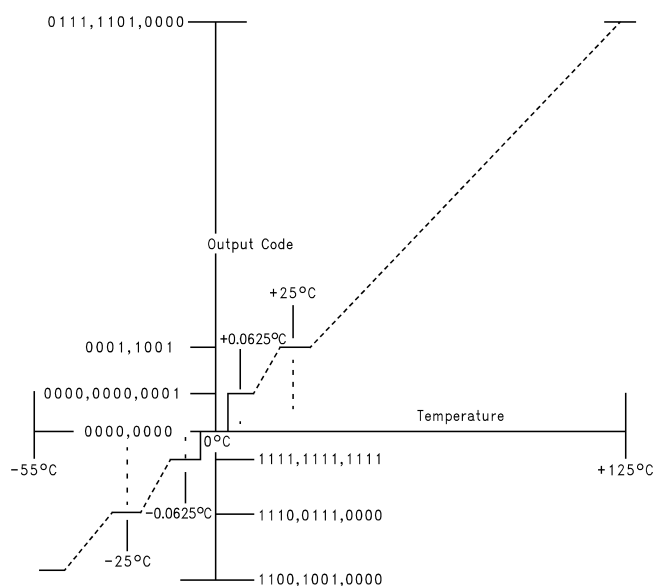 0111,1101,0000
Output Code
+25°C
+0.0625°C
0001,1001
0000,0000,0001
Temperature
0000,0000
0°C
-55°C
+125°C
1111,1111,1111
-0.0625°C
1110,0111,0000
-25°C
1100,1001,0000